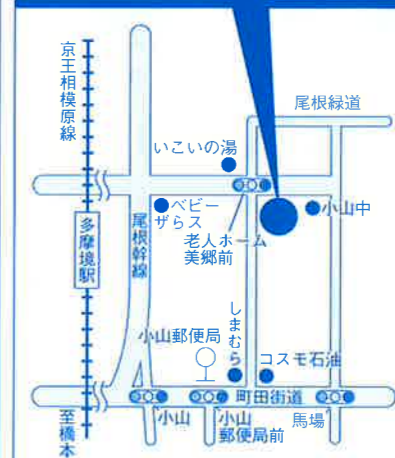 京王相模原線
尾根緑道
いこいの湯
ベビー
ザらス
小山中
老人ホーム
美郷前
多摩境駅
尾根幹線
しまむら
小山郵便局
コスモ石油
町田街道
小山
小山
郵便局前
馬場
至橋本